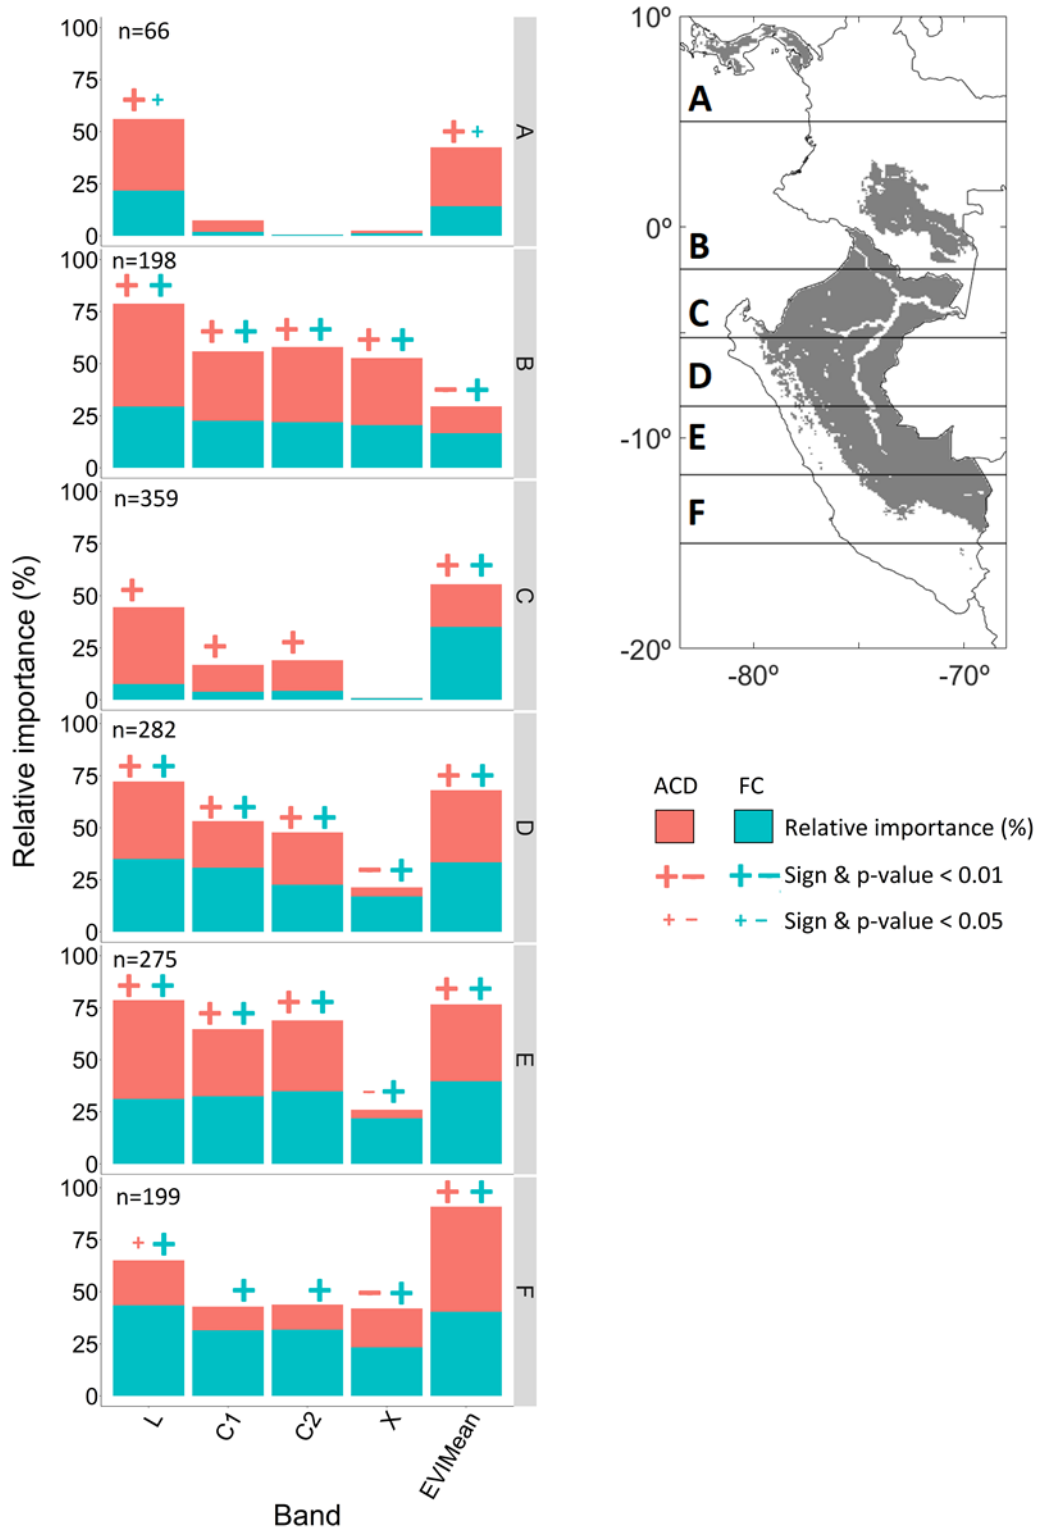 Relative importance (%)
100
75
50
25
0
n=66
A
100
75
50
25
0
n=198
B
100
75
50
25
0
n=359
C
100
75
50
25
0
n=282
D
100
75
50
25
0
n=275
E
100
75
50
25
0
n=199
F
L C1 C2 X EVIMean
Band
10º
0º
-10º
-20º
-80º -70º
A
B
C
D
E
F
ACD FC
Relative importance (%)
Sign & p-value < 0.01
Sign & p-value < 0.05